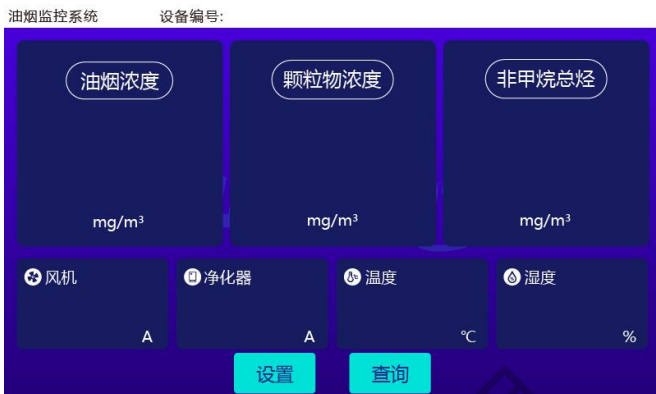 油烟监控系统 设备编号:
油烟浓度 颗粒物浓度 非甲烷总烃
mg/m³ mg/m³ mg/m³
风机 净化器 温度 湿度
A A ℃ %
设置 查询